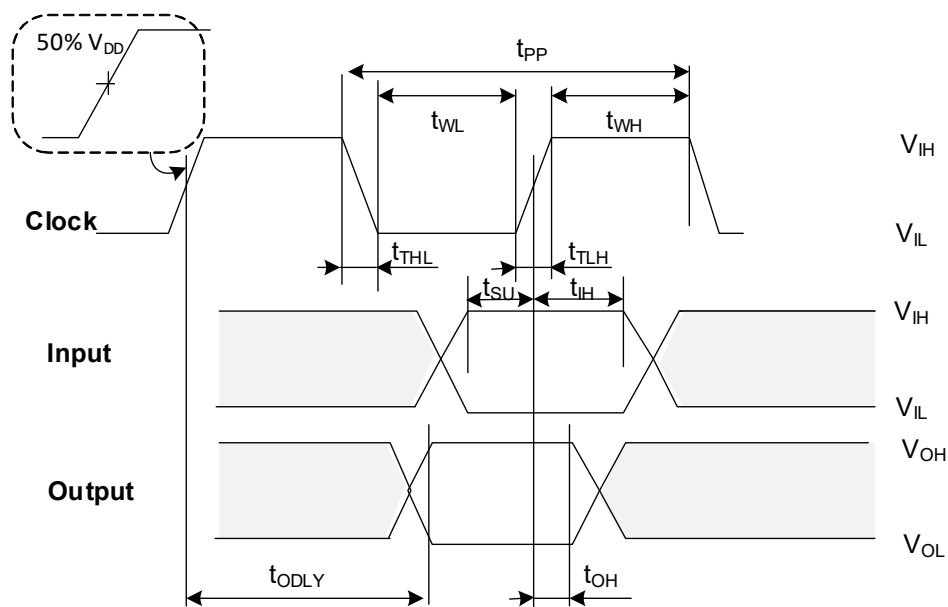 50% VDD
tPP
tWL
tWH
VIH
Clock
VIL
tTHL
tTLH
tSU
tIH
VIH
Input
VIL
VOH
Output
VOL
tODLY
tOH